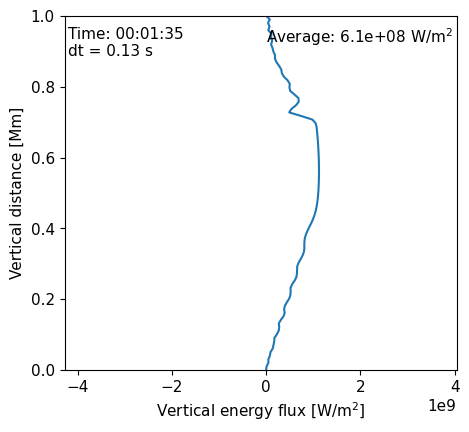 Time: 00:01:35
dt = 0.13 s
Average: 6.1e+08 W/m²
1.0
0.8
0.6
0.4
0.2
0.0
Vertical distance [Mm]
−4 −2 0 2 4
1e9
Vertical energy flux [W/m²]